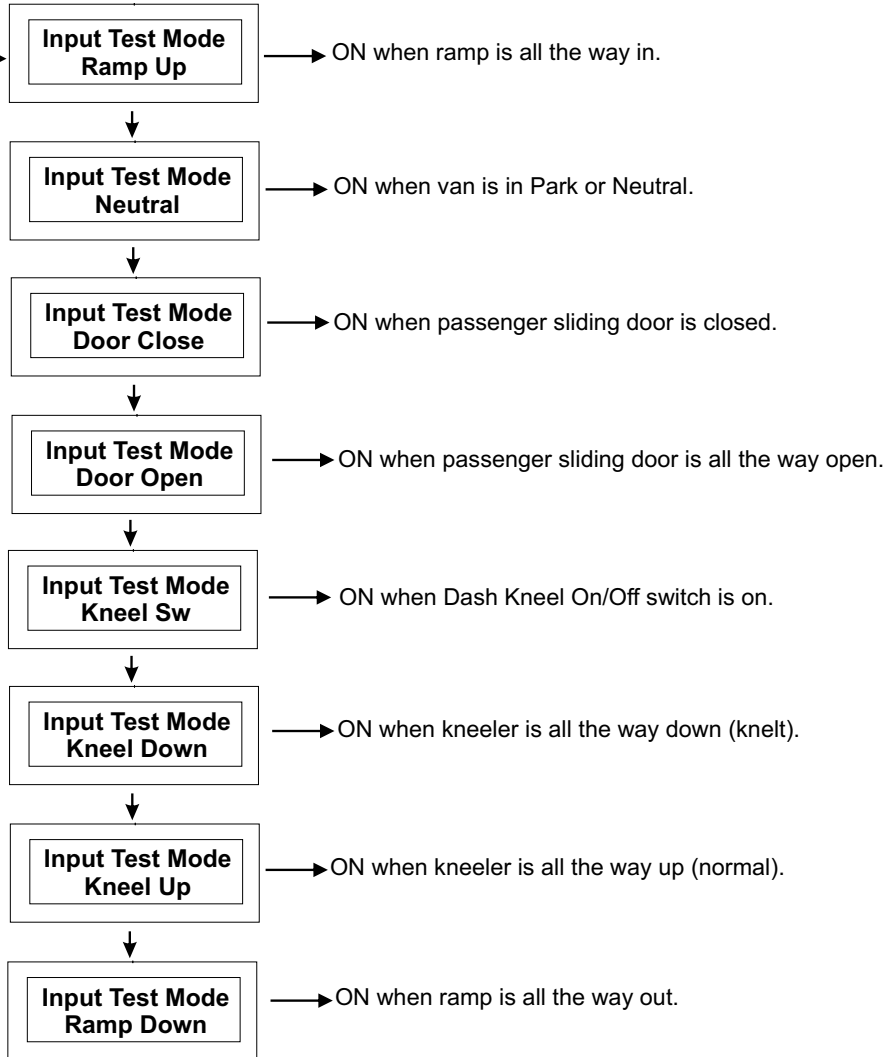 Input Test Mode
Ramp Up
ON when ramp is all the way in.
Input Test Mode
Neutral
ON when van is in Park or Neutral.
Input Test Mode
Door Close
ON when passenger sliding door is closed.
Input Test Mode
Door Open
ON when passenger sliding door is all the way open.
Input Test Mode
Kneel Sw
ON when Dash Kneel On/Off switch is on.
Input Test Mode
Kneel Down
ON when kneeler is all the way down (knelt).
Input Test Mode
Kneel Up
ON when kneeler is all the way up (normal).
Input Test Mode
Ramp Down
ON when ramp is all the way out.